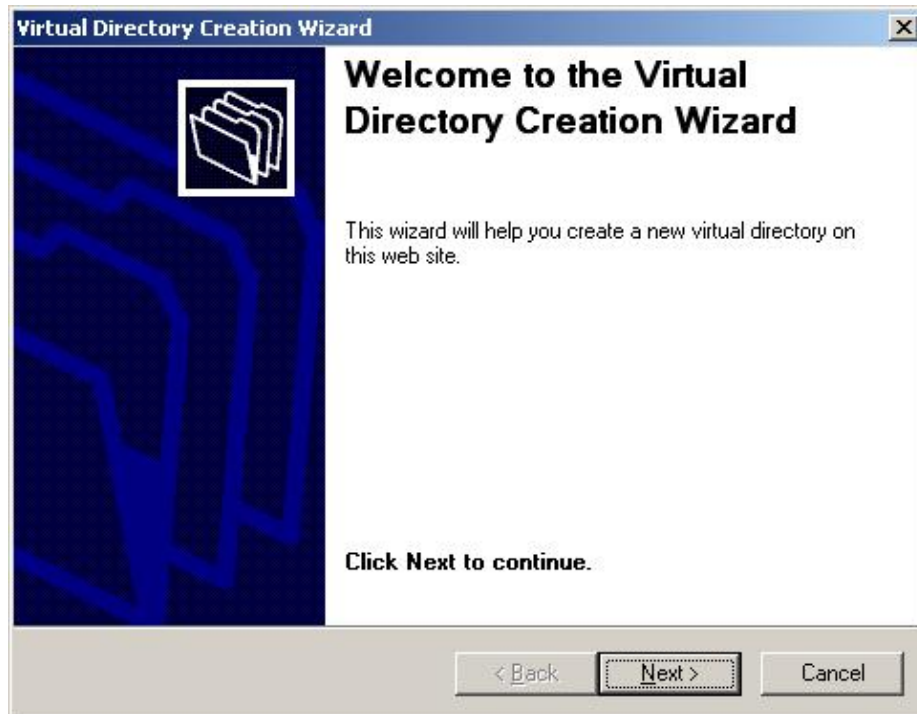 Virtual Directory Creation Wizard
Welcome to the Virtual
Directory Creation Wizard
This wizard will help you create a new virtual directory on
this web site.
Click Next to continue.
< Back
Next >
Cancel